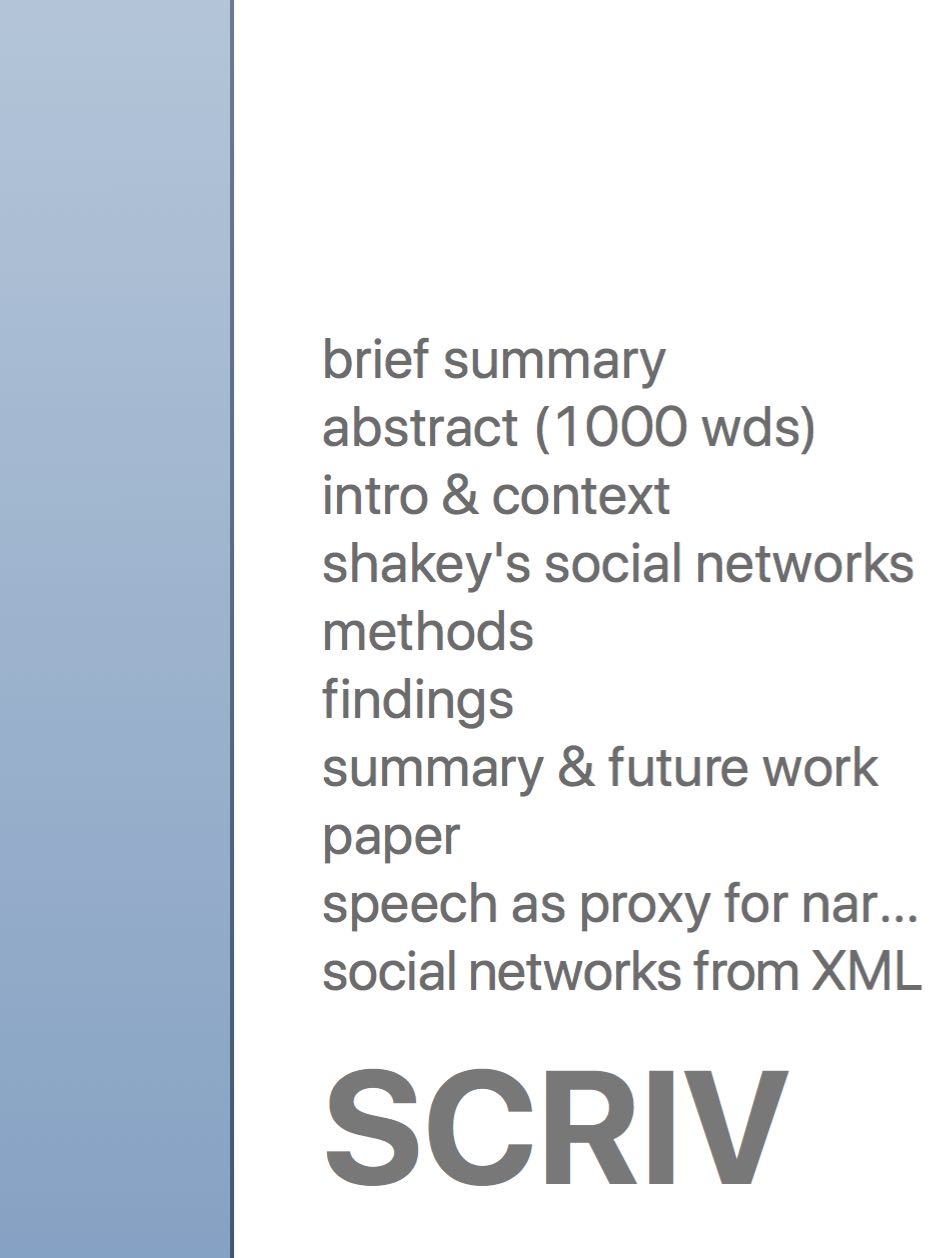 brief summary
abstract (1000 wds)
intro & context
shakey's social networks
methods
findings
summary & future work
paper
speech as proxy for nar...
social networks from XML
SCRIV